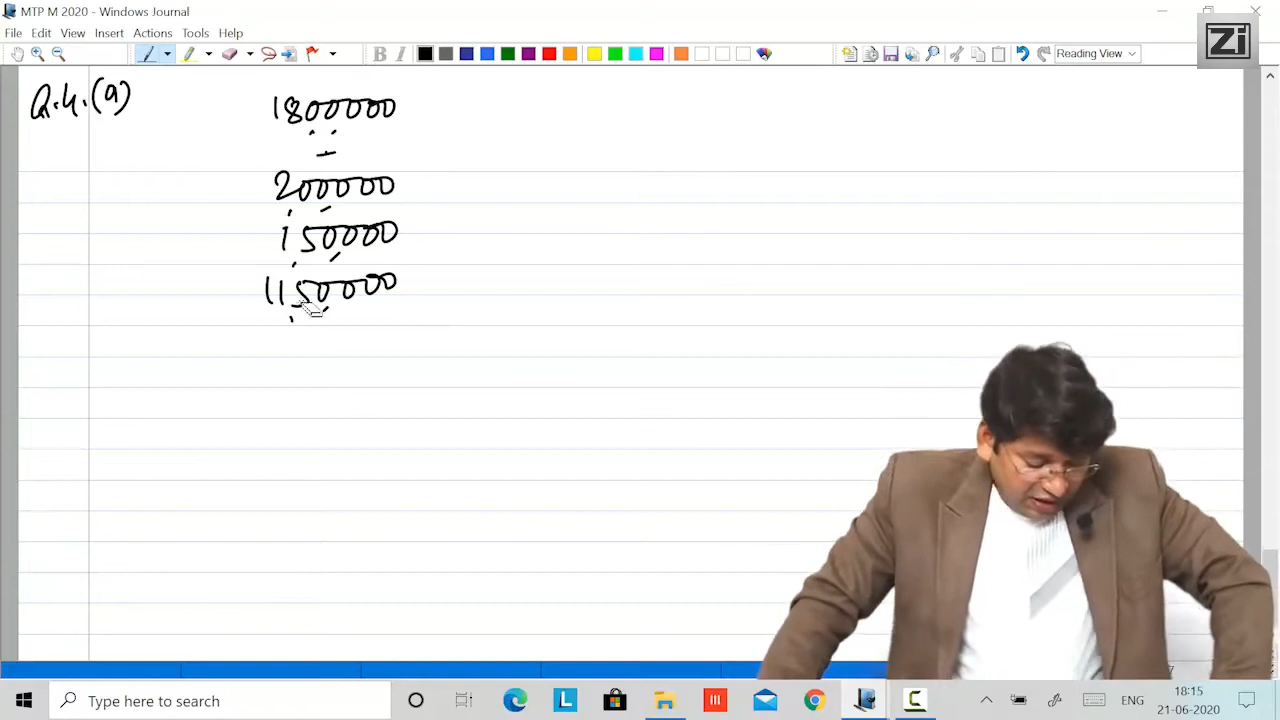 MTP M 2020 - Windows Journal
Zi
File Edit View Insert Actions Tools Help
B I Reading View
Q.4.(a)
1800000
200000
150000
1150000
Type here to search
L
ENG
18:15
21-06-2020